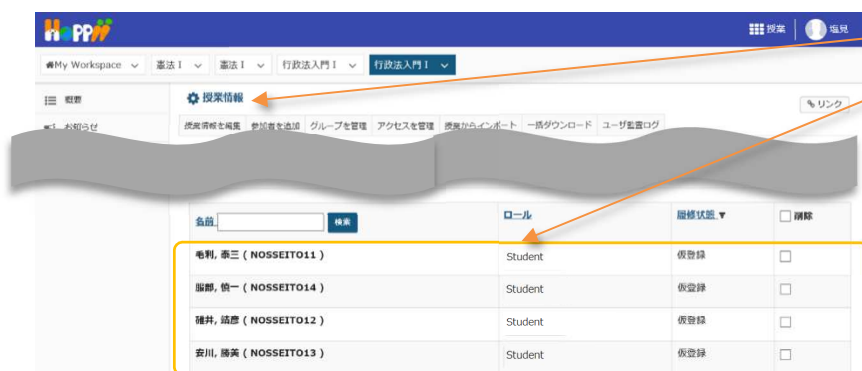 Hoppii
授業 塩見
My Workspace 憲法 I 憲法 I 行政法入門 I 行政法入門 I
概要
授業情報
リンク
お知らせ
授業情報を編集 参加者を追加 グループを管理 アクセスを管理 授業からインポート 一括ダウンロード ユーザ監査ログ
名前 検索 ロール 履修状態 ▼ 削除
毛利, 泰三 ( NOSSEITO11 ) Student 仮登録
服部, 慎一 ( NOSSEITO14 ) Student 仮登録
碓井, 靖彦 ( NOSSEITO12 ) Student 仮登録
安川, 勝美 ( NOSSEITO13 ) Student 仮登録